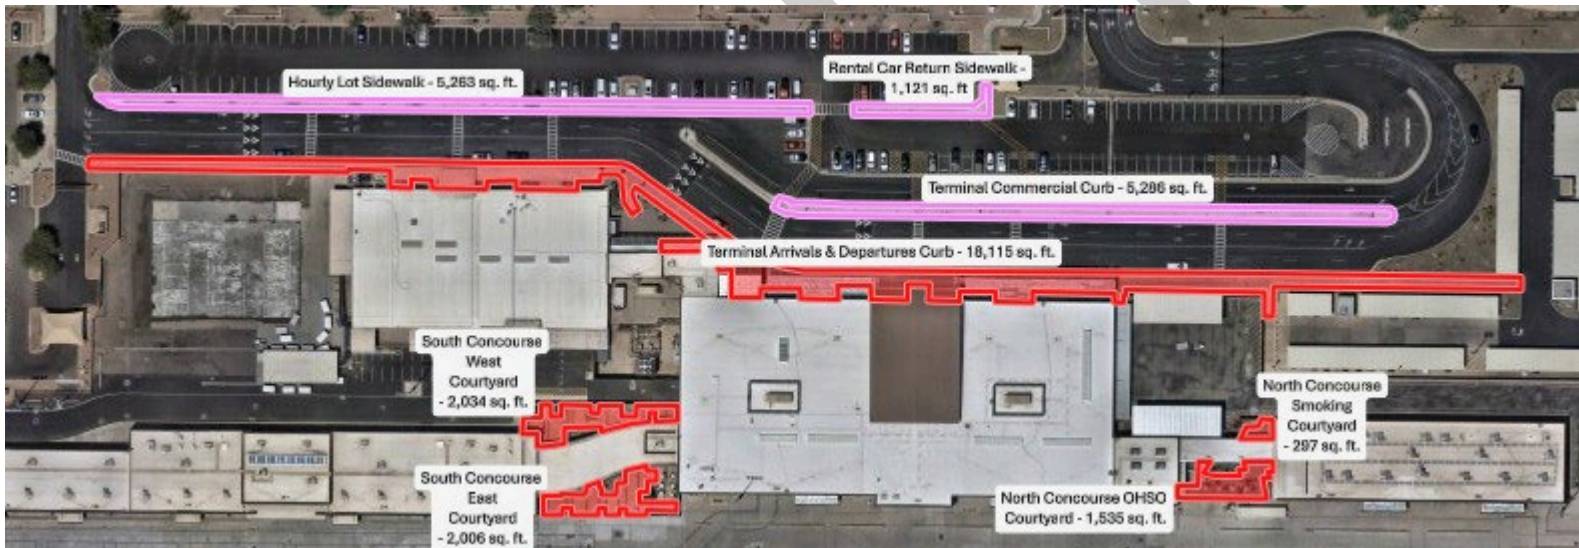 Hourly Lot Sidewalk - 5,263 sq. ft.
Rental Car Return Sidewalk -
1,121 sq. ft
Terminal Commercial Curb - 5,286 sq. ft.
Terminal Arrivals & Departures Curb - 18,115 sq. ft.
South Concourse
West
Courtyard
- 2,034 sq. ft.
North Concourse
Smoking
Courtyard
- 297 sq. ft.
South Concourse
East
Courtyard
- 2,006 sq. ft.
North Concourse OHSO
Courtyard - 1,535 sq. ft.